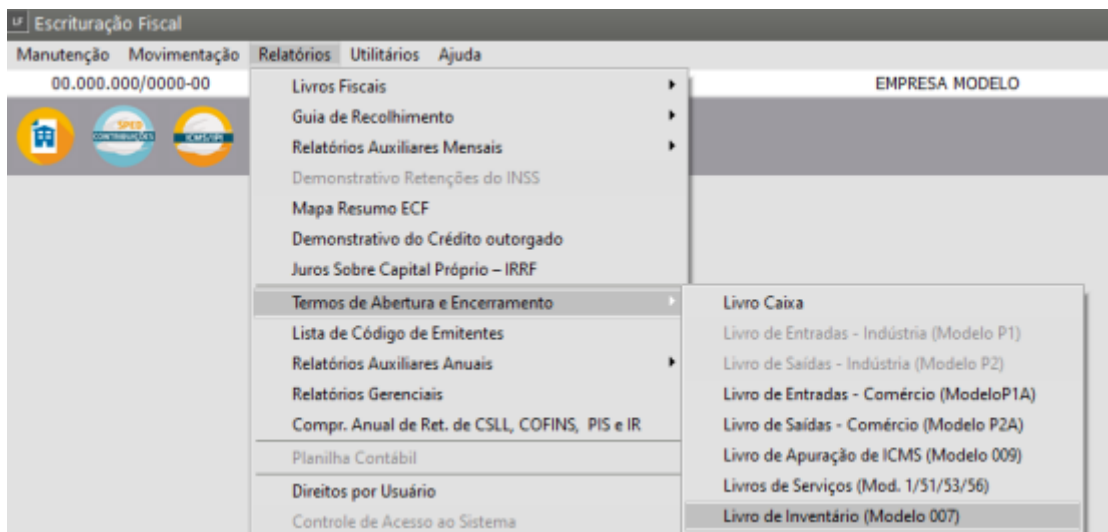 LF Escrituração Fiscal
Manutenção Movimentação Relatórios Utilitários Ajuda
00.000.000/0000-00 EMPRESA MODELO
SPED CONTRIBUIÇÕES ICMS/IPI
Livros Fiscais
Guia de Recolhimento
Relatórios Auxiliares Mensais
Demonstrativo Retenções do INSS
Mapa Resumo ECF
Demonstrativo do Crédito outorgado
Juros Sobre Capital Próprio – IRRF
Termos de Abertura e Encerramento
Lista de Código de Emitentes
Relatórios Auxiliares Anuais
Relatórios Gerenciais
Compr. Anual de Ret. de CSLL, COFINS, PIS e IR
Planilha Contábil
Direitos por Usuário
Controle de Acesso ao Sistema
Livro Caixa
Livro de Entradas - Indústria (Modelo P1)
Livro de Saídas - Indústria (Modelo P2)
Livro de Entradas - Comércio (ModeloP1A)
Livro de Saídas - Comércio (Modelo P2A)
Livro de Apuração de ICMS (Modelo 009)
Livros de Serviços (Mod. 1/51/53/56)
Livro de Inventário (Modelo 007)